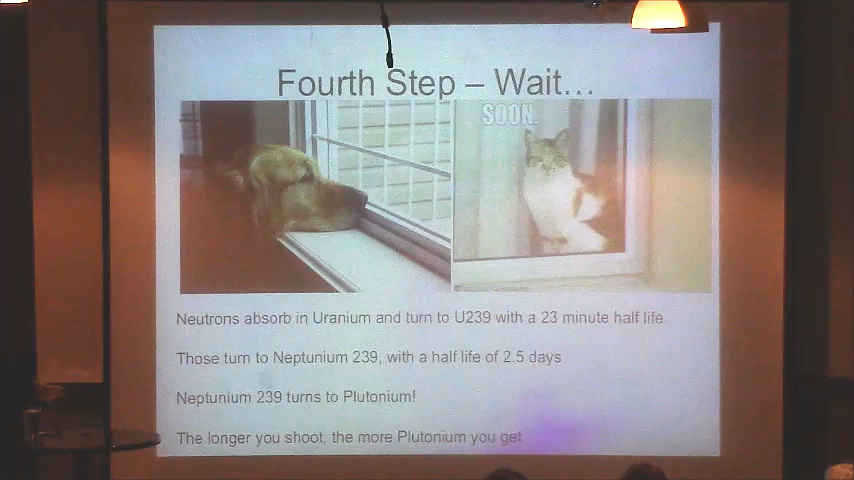 Fourth Step – Wait...
SOON.
Neutrons absorb in Uranium and turn to U239 with a 23 minute half life.
Those turn to Neptunium 239, with a half life of 2.5 days
Neptunium 239 turns to Plutonium!
The longer you shoot, the more Plutonium you get